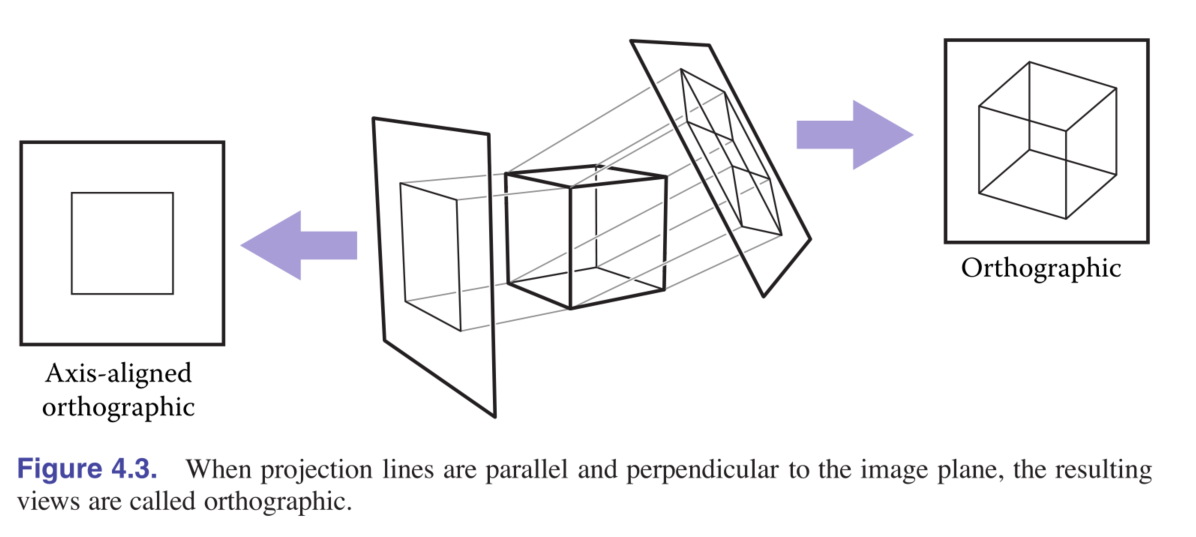 Axis-aligned
orthographic
Orthographic
Figure 4.3. When projection lines are parallel and perpendicular to the image plane, the resulting
views are called orthographic.